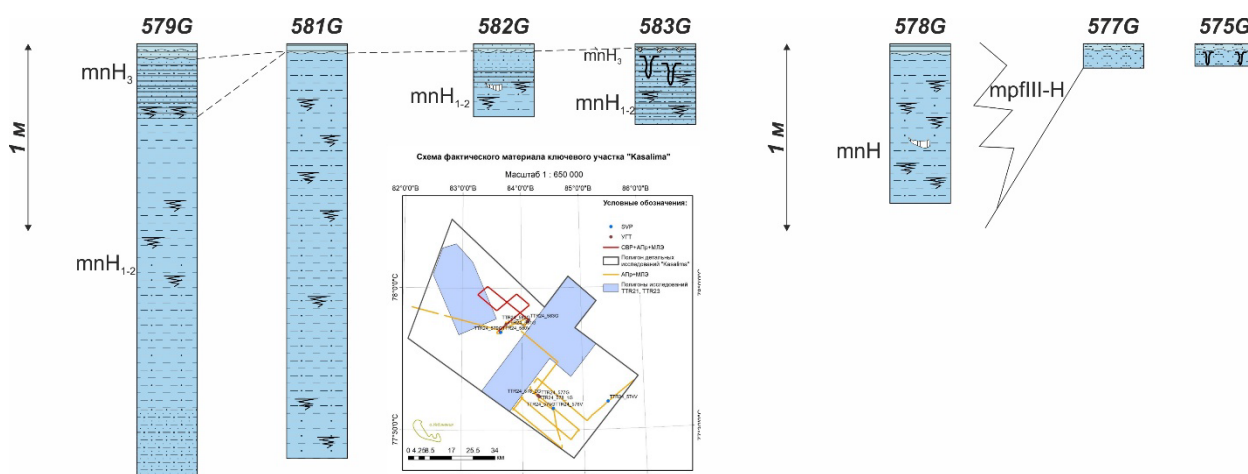 579G
581G
582G
583G
578G
577G
575G
1 м
mnH3
mnH1-2
mnH1-2
mnH3
mnH1-2
1 м
mnH
mpfIII-H
Схема фактического материала ключевого участка "Kasalima"
Масштаб 1 : 650 000
82°0'0"В
83°0'0"В
84°0'0"В
85°0'0"В
86°0'0"В
Условные обозначения:
SVP
УГТ
СВР+АПр+МЛЭ
Полигон детальных
исследований "Kasalima"
АПр+МЛЭ
Полигоны исследований
TTR21, TTR23
78°0'0"С
77°30'0"С
TTR24_577G
0 4.25 8.5 17 25.5 34
км